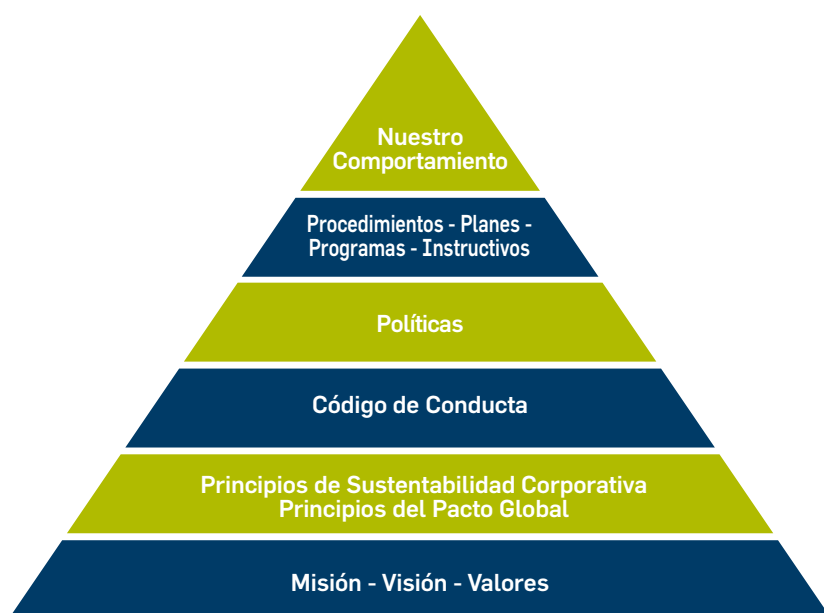 Nuestro
Comportamiento
Procedimientos - Planes -
Programas - Instructivos
Políticas
Código de Conducta
Principios de Sustentabilidad Corporativa
Principios del Pacto Global
Misión - Visión - Valores